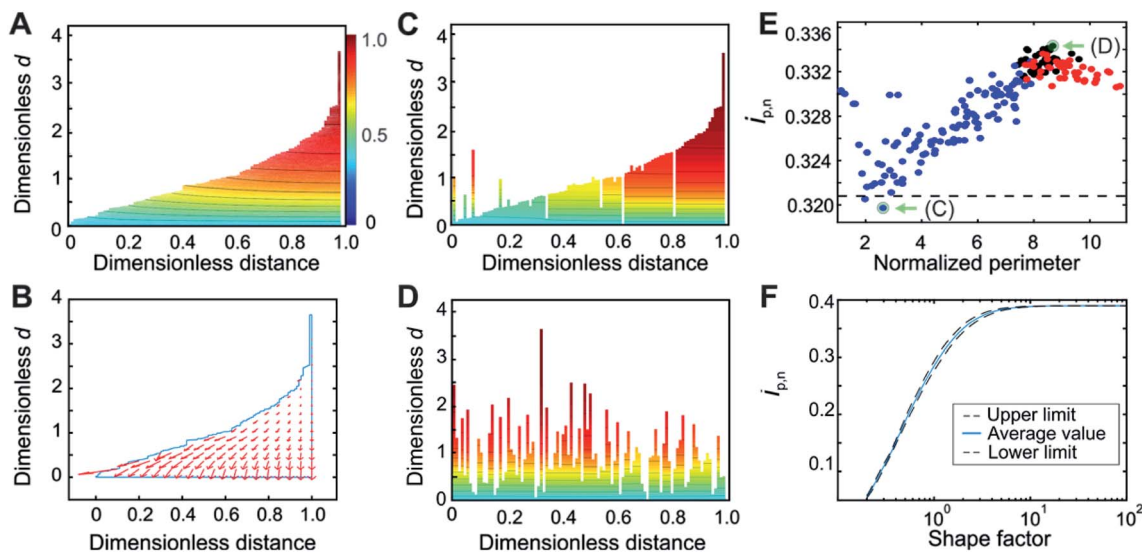 A
Dimensionless d
4
3
2
1
0
0
0.2
0.4
0.6
0.8
1.0
Dimensionless distance
1.0
0.5
0
C
Dimensionless d
4
3
2
1
0
0
0.2
0.4
0.6
0.8
1.0
Dimensionless distance
E
i p,n
0.336
0.332
0.328
0.324
0.320
2
4
6
8
10
Normalized perimeter
(D)
(C)
B
Dimensionless d
4
3
2
1
0
0
0.2
0.4
0.6
0.8
1.0
Dimensionless distance
D
Dimensionless d
4
3
2
1
0
0
0.2
0.4
0.6
0.8
1.0
Dimensionless distance
F
i p,n
0.4
0.3
0.2
0.1
10⁰
10¹
10²
Shape factor
Upper limit
Average value
Lower limit